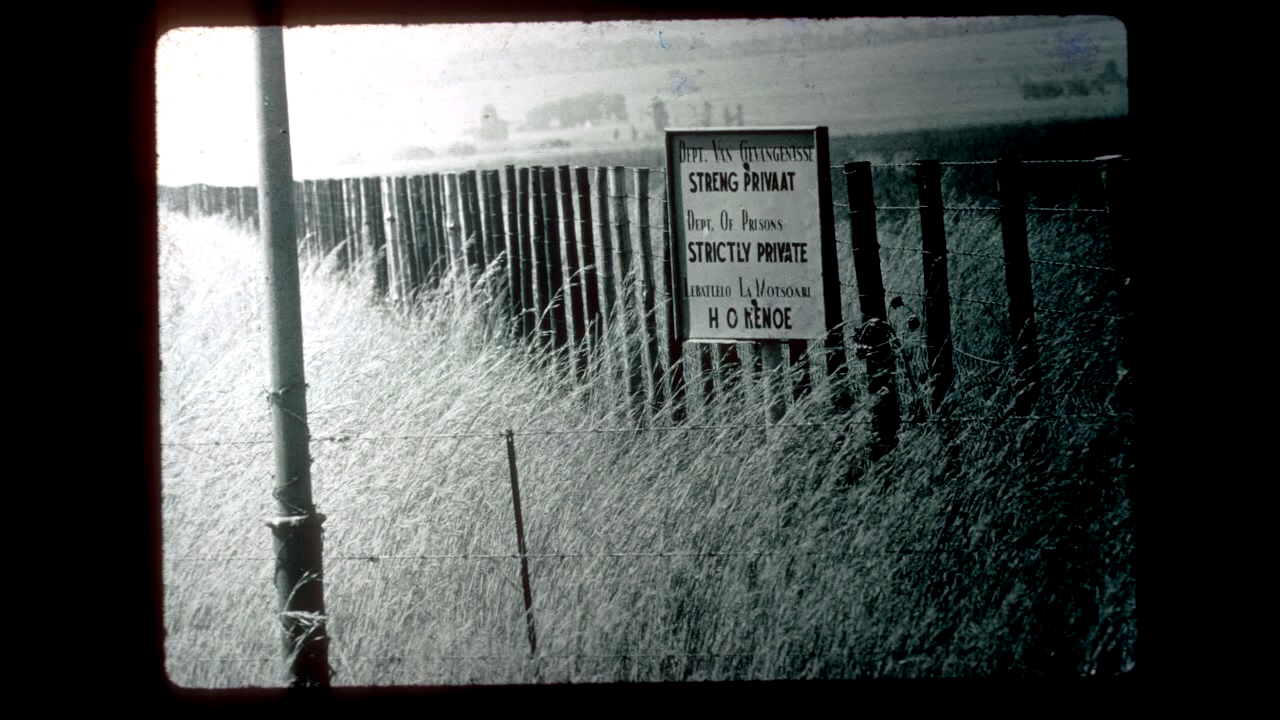 DEPT. VAN GEVANGENISSE
STRENG PRIVAAT
DEPT. OF PRISONS
STRICTLY PRIVATE
LEBATLELO LA MOTSOARI
H O KENOE